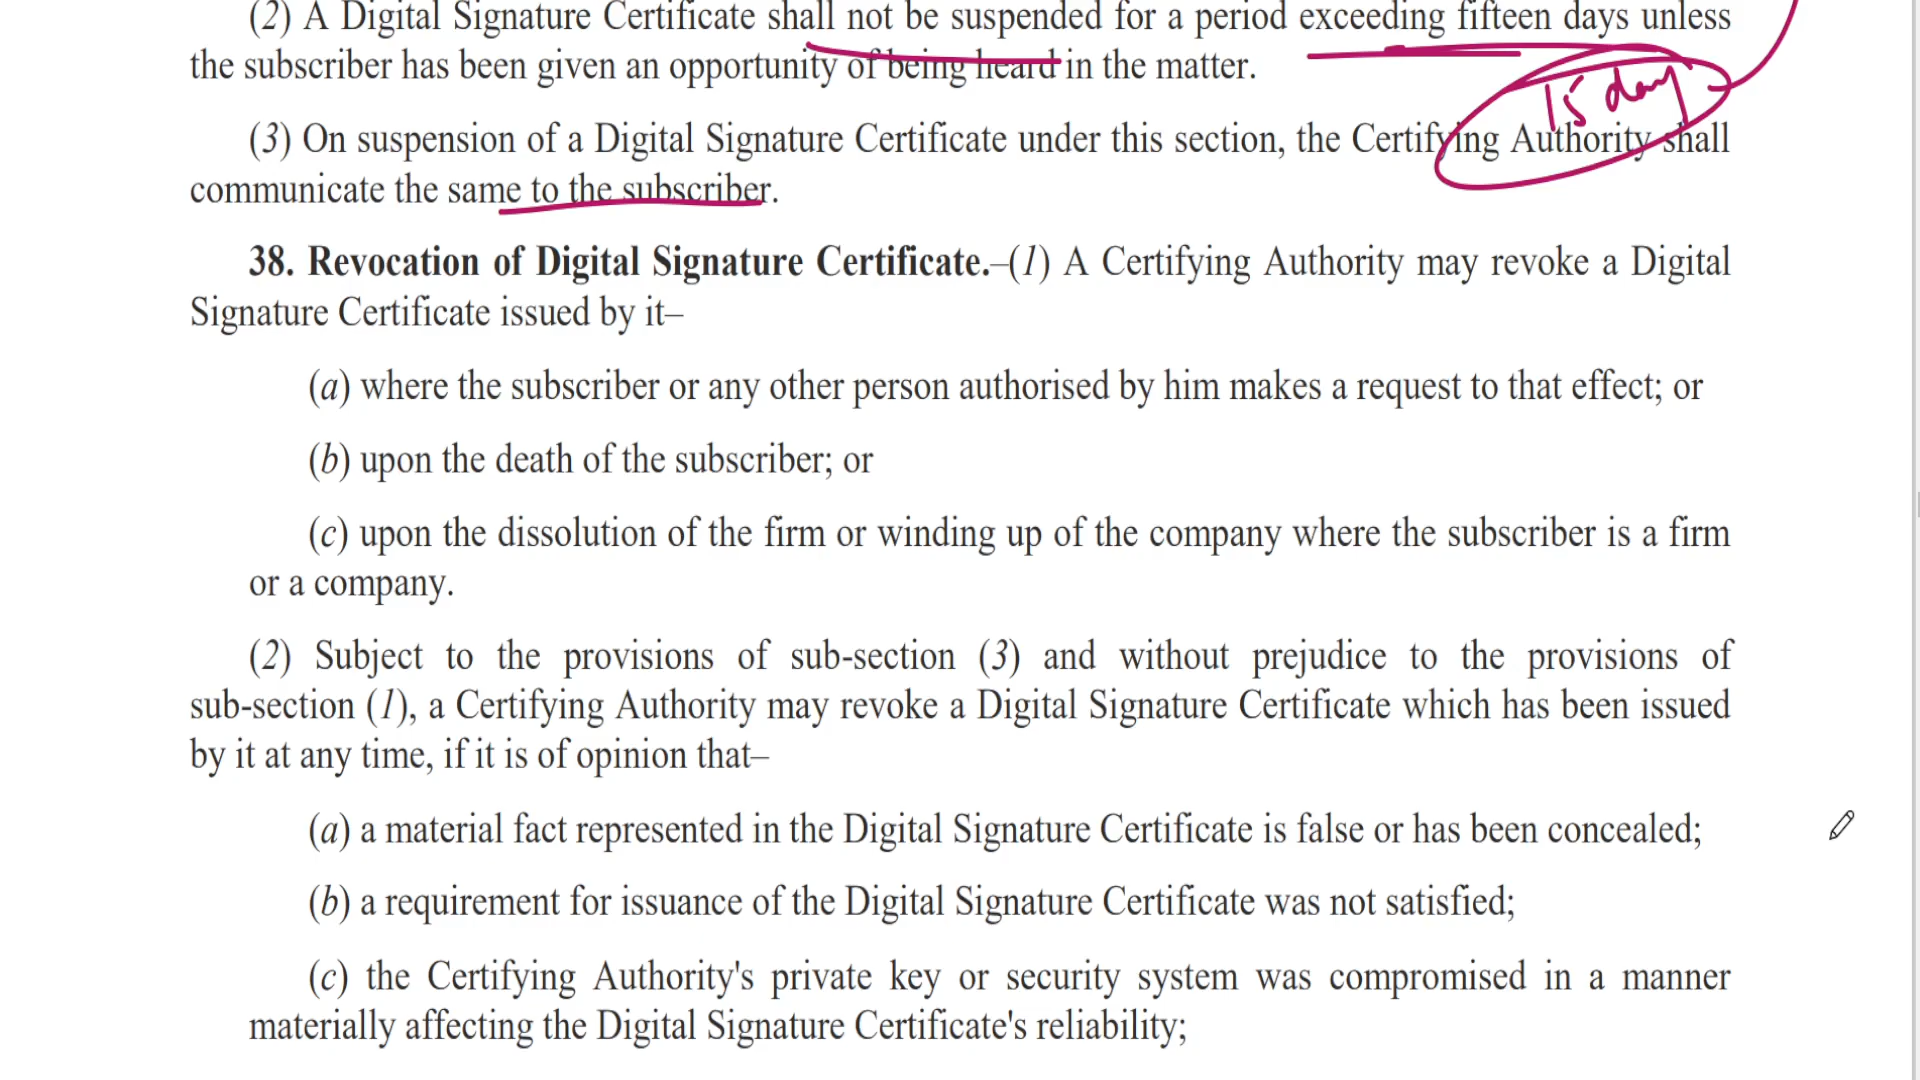 (2) A Digital Signature Certificate shall not be suspended for a period exceeding fifteen days unless
the subscriber has been given an opportunity of being heard in the matter.
15 day
(3) On suspension of a Digital Signature Certificate under this section, the Certifying Authority shall
communicate the same to the subscriber.
38. Revocation of Digital Signature Certificate.–(1) A Certifying Authority may revoke a Digital
Signature Certificate issued by it–
(a) where the subscriber or any other person authorised by him makes a request to that effect; or
(b) upon the death of the subscriber; or
(c) upon the dissolution of the firm or winding up of the company where the subscriber is a firm
or a company.
(2) Subject to the provisions of sub-section (3) and without prejudice to the provisions of
sub-section (1), a Certifying Authority may revoke a Digital Signature Certificate which has been issued
by it at any time, if it is of opinion that–
(a) a material fact represented in the Digital Signature Certificate is false or has been concealed;
(b) a requirement for issuance of the Digital Signature Certificate was not satisfied;
(c) the Certifying Authority's private key or security system was compromised in a manner
materially affecting the Digital Signature Certificate's reliability;